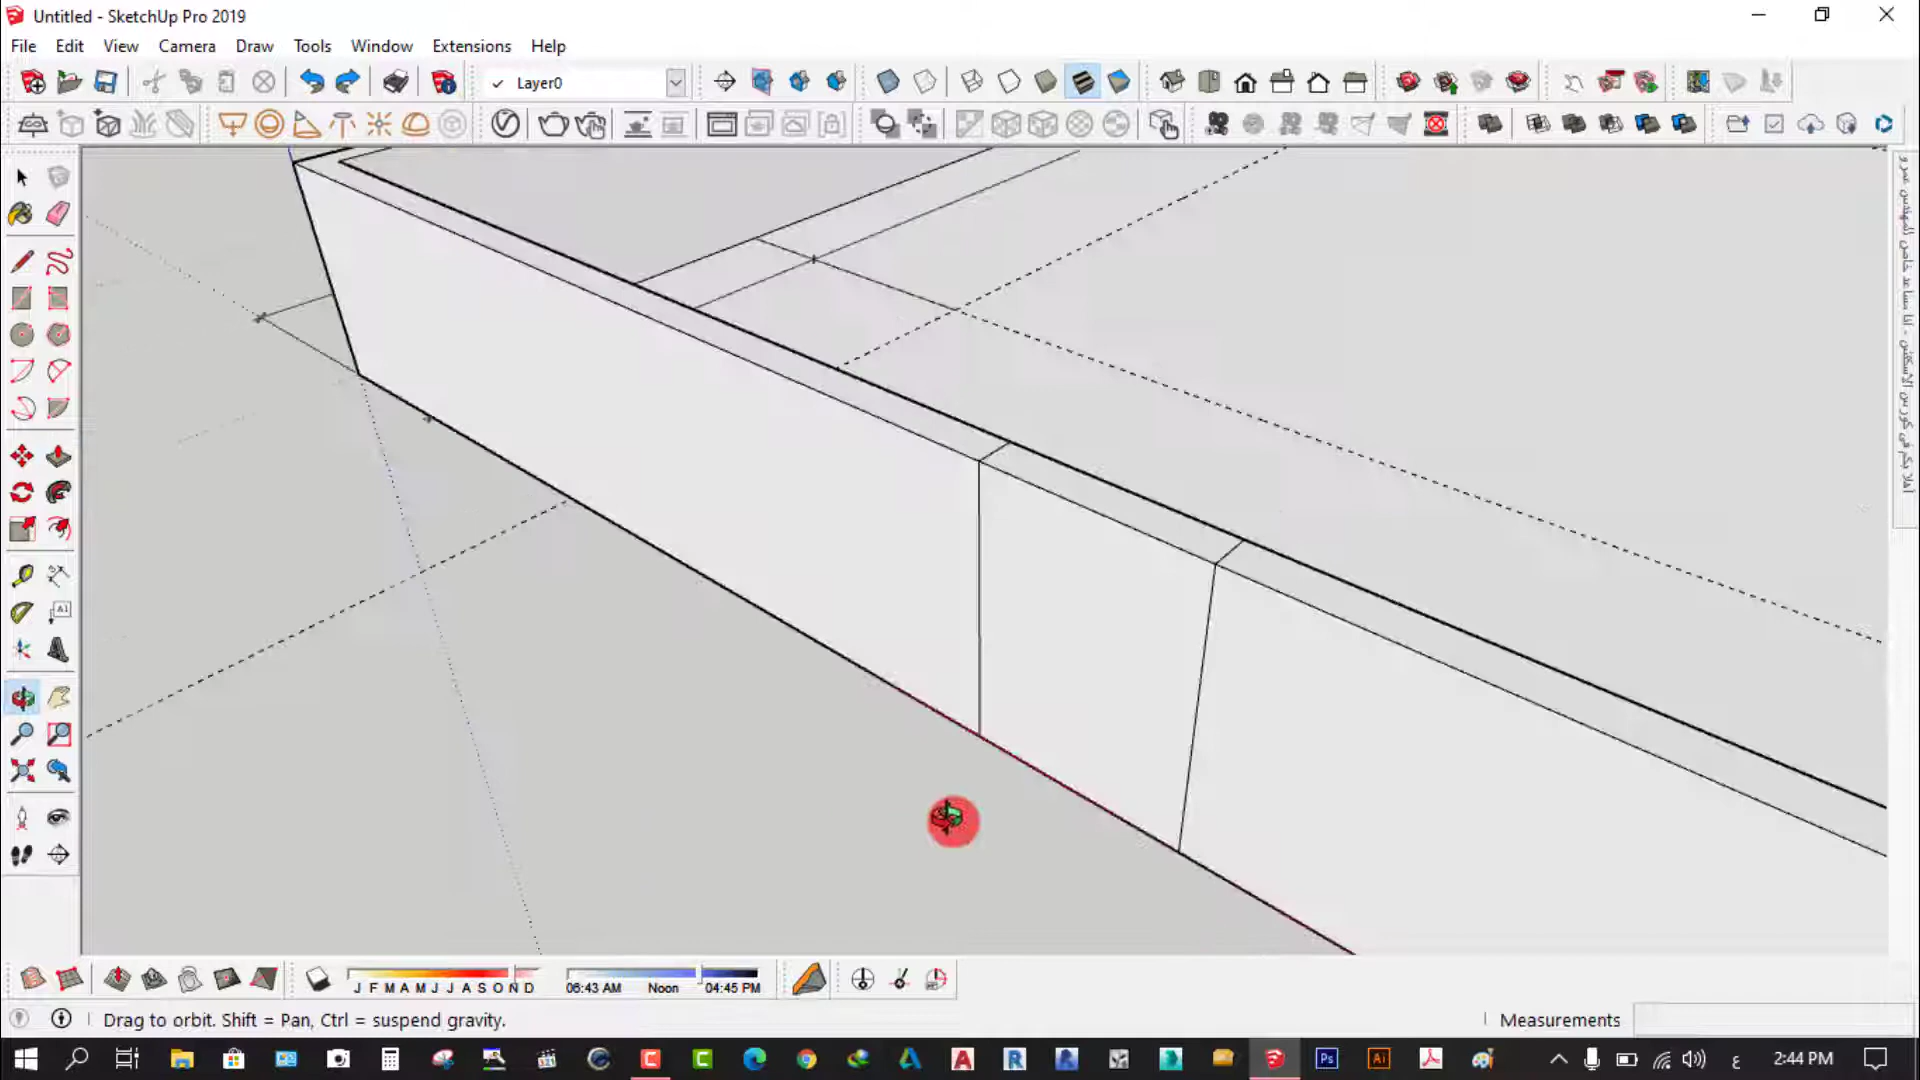 Untitled - SketchUp Pro 2019
File Edit View Camera Draw Tools Window Extensions Help
Layer0
J F M A M J J A S O N D
06:43 AM Noon 04:45 PM
Drag to orbit. Shift = Pan, Ctrl = suspend gravity.
Measurements
ع 2:44 PM